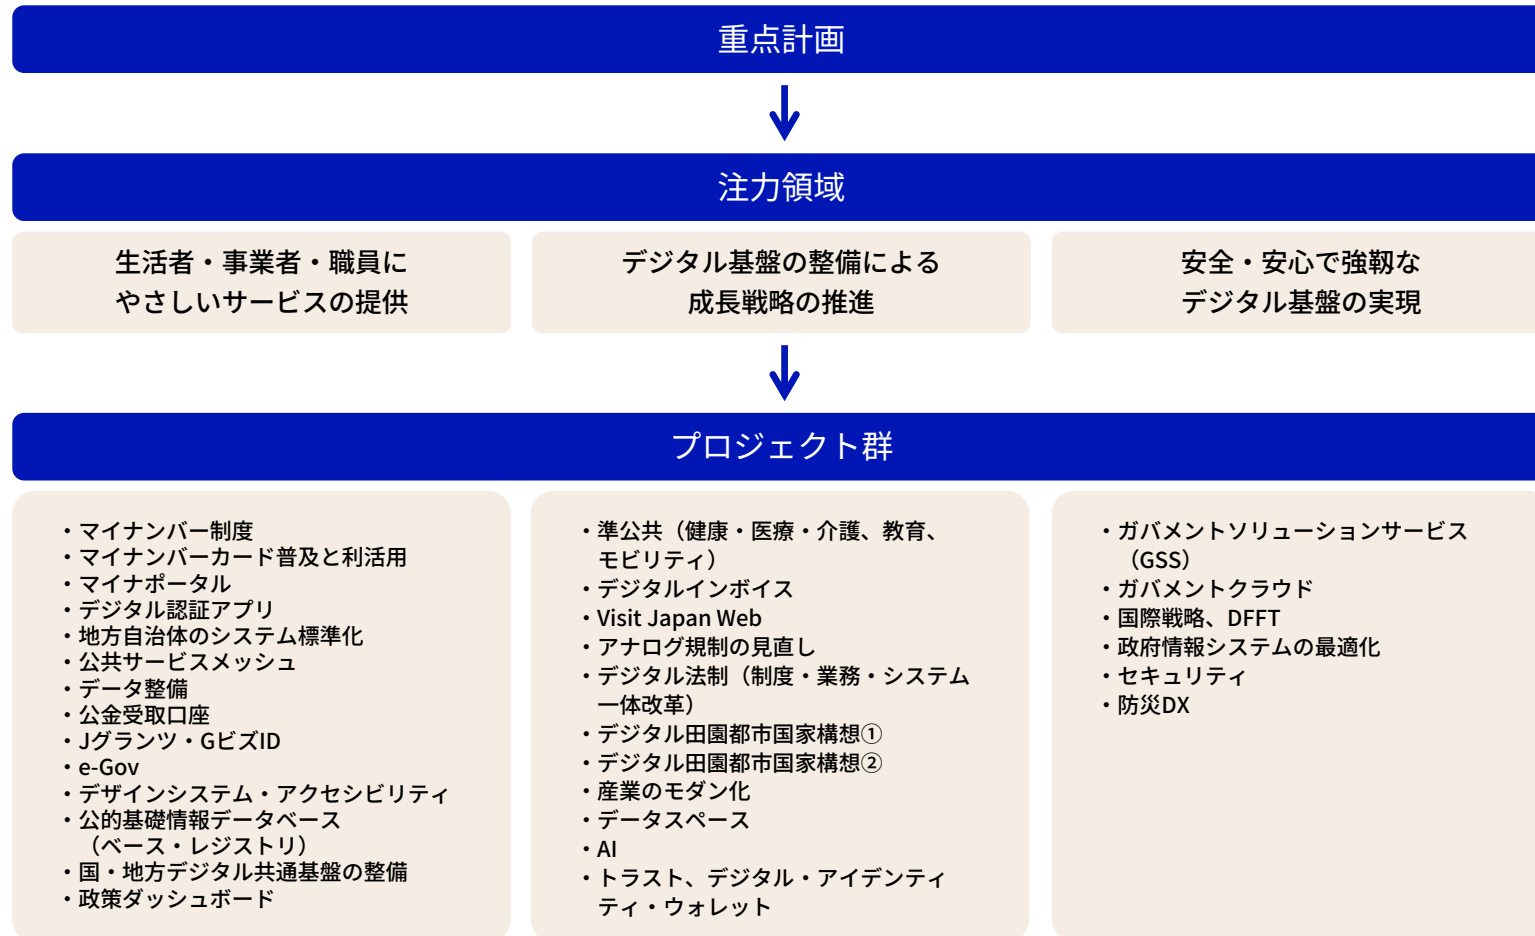 重点計画
注力領域
生活者・事業者・職員に
やさしいサービスの提供
デジタル基盤の整備による
成長戦略の推進
安全・安心で強靱な
デジタル基盤の実現
プロジェクト群
・マイナンバー制度
・マイナンバーカード普及と利活用
・マイナポータル
・デジタル認証アプリ
・地方自治体のシステム標準化
・公共サービスメッシュ
・データ整備
・公金受取口座
・Jグランツ・GビズID
・e-Gov
・デザインシステム・アクセシビリティ
・公的基礎情報データベース
（ベース・レジストリ）
・国・地方デジタル共通基盤の整備
・政策ダッシュボード
・準公共（健康・医療・介護、教育、
モビリティ）
・デジタルインボイス
・Visit Japan Web
・アナログ規制の見直し
・デジタル法制（制度・業務・システム
一体改革）
・デジタル田園都市国家構想①
・デジタル田園都市国家構想②
・産業のモダン化
・データスペース
・AI
・トラスト、デジタル・アイデンティ
ティ・ウォレット
・ガバメントソリューションサービス
（GSS）
・ガバメントクラウド
・国際戦略、DFFT
・政府情報システムの最適化
・セキュリティ
・防災DX